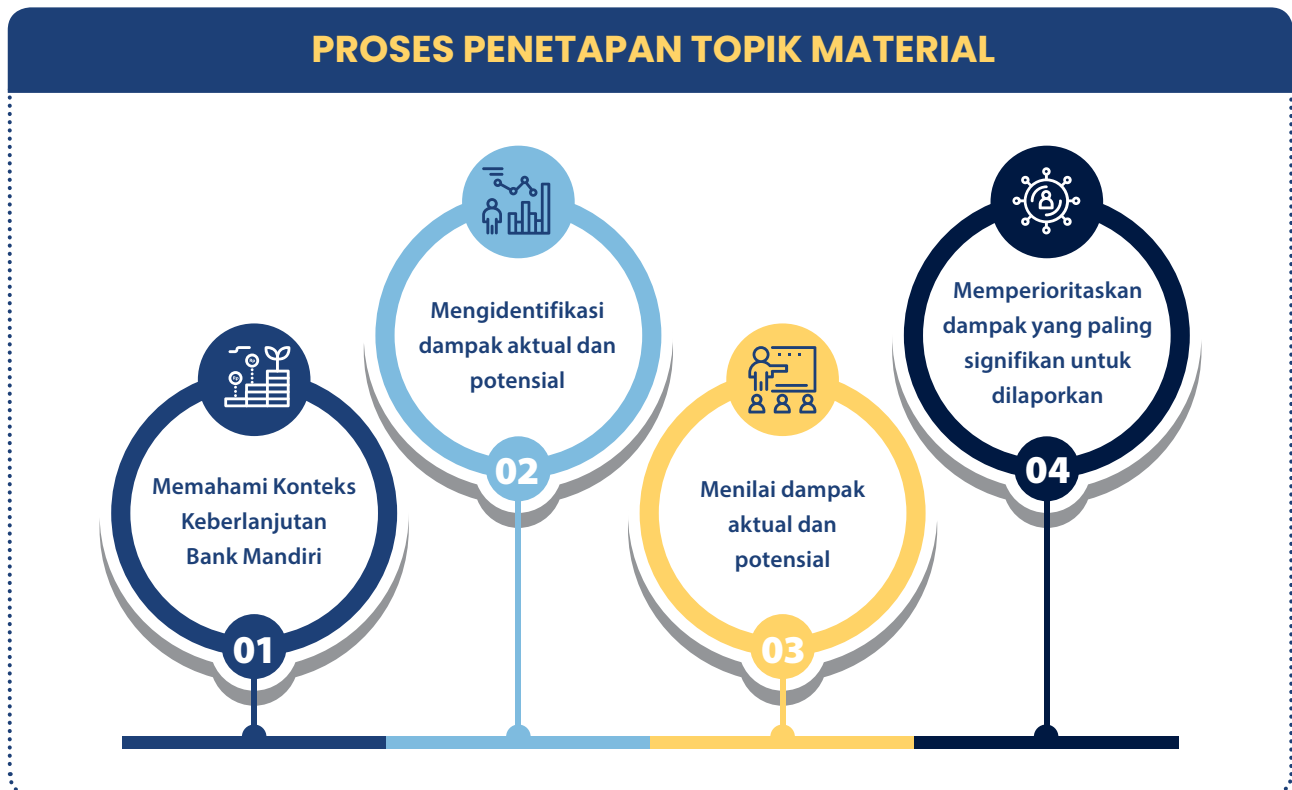 PROSES PENETAPAN TOPIK MATERIAL
Memahami Konteks
Keberlanjutan
Bank Mandiri
01
Mengidentifikasi
dampak aktual dan
potensial
02
Menilai dampak
aktual dan
potensial
03
Memperioritaskan
dampak yang paling
signifikan untuk
dilaporkan
04